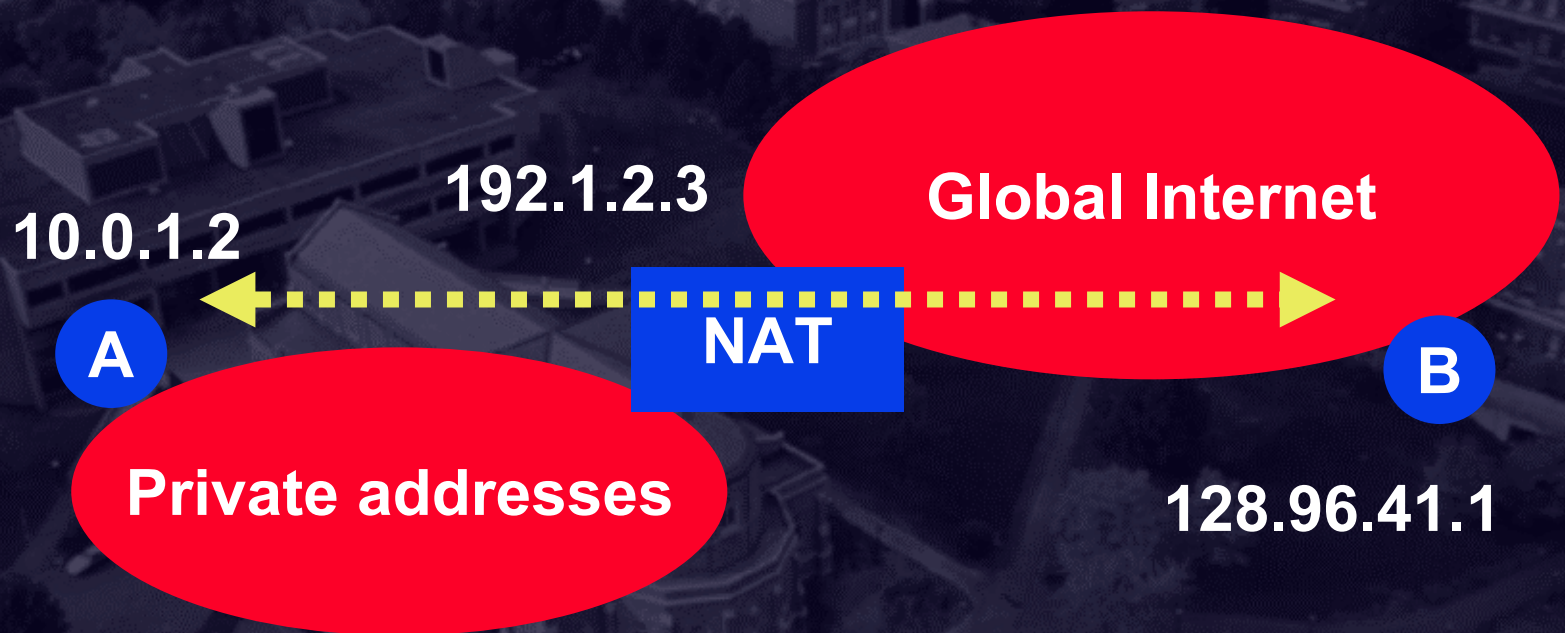 192.1.2.3
Global Internet
10.0.1.2
NAT
A
B
Private addresses
128.96.41.1